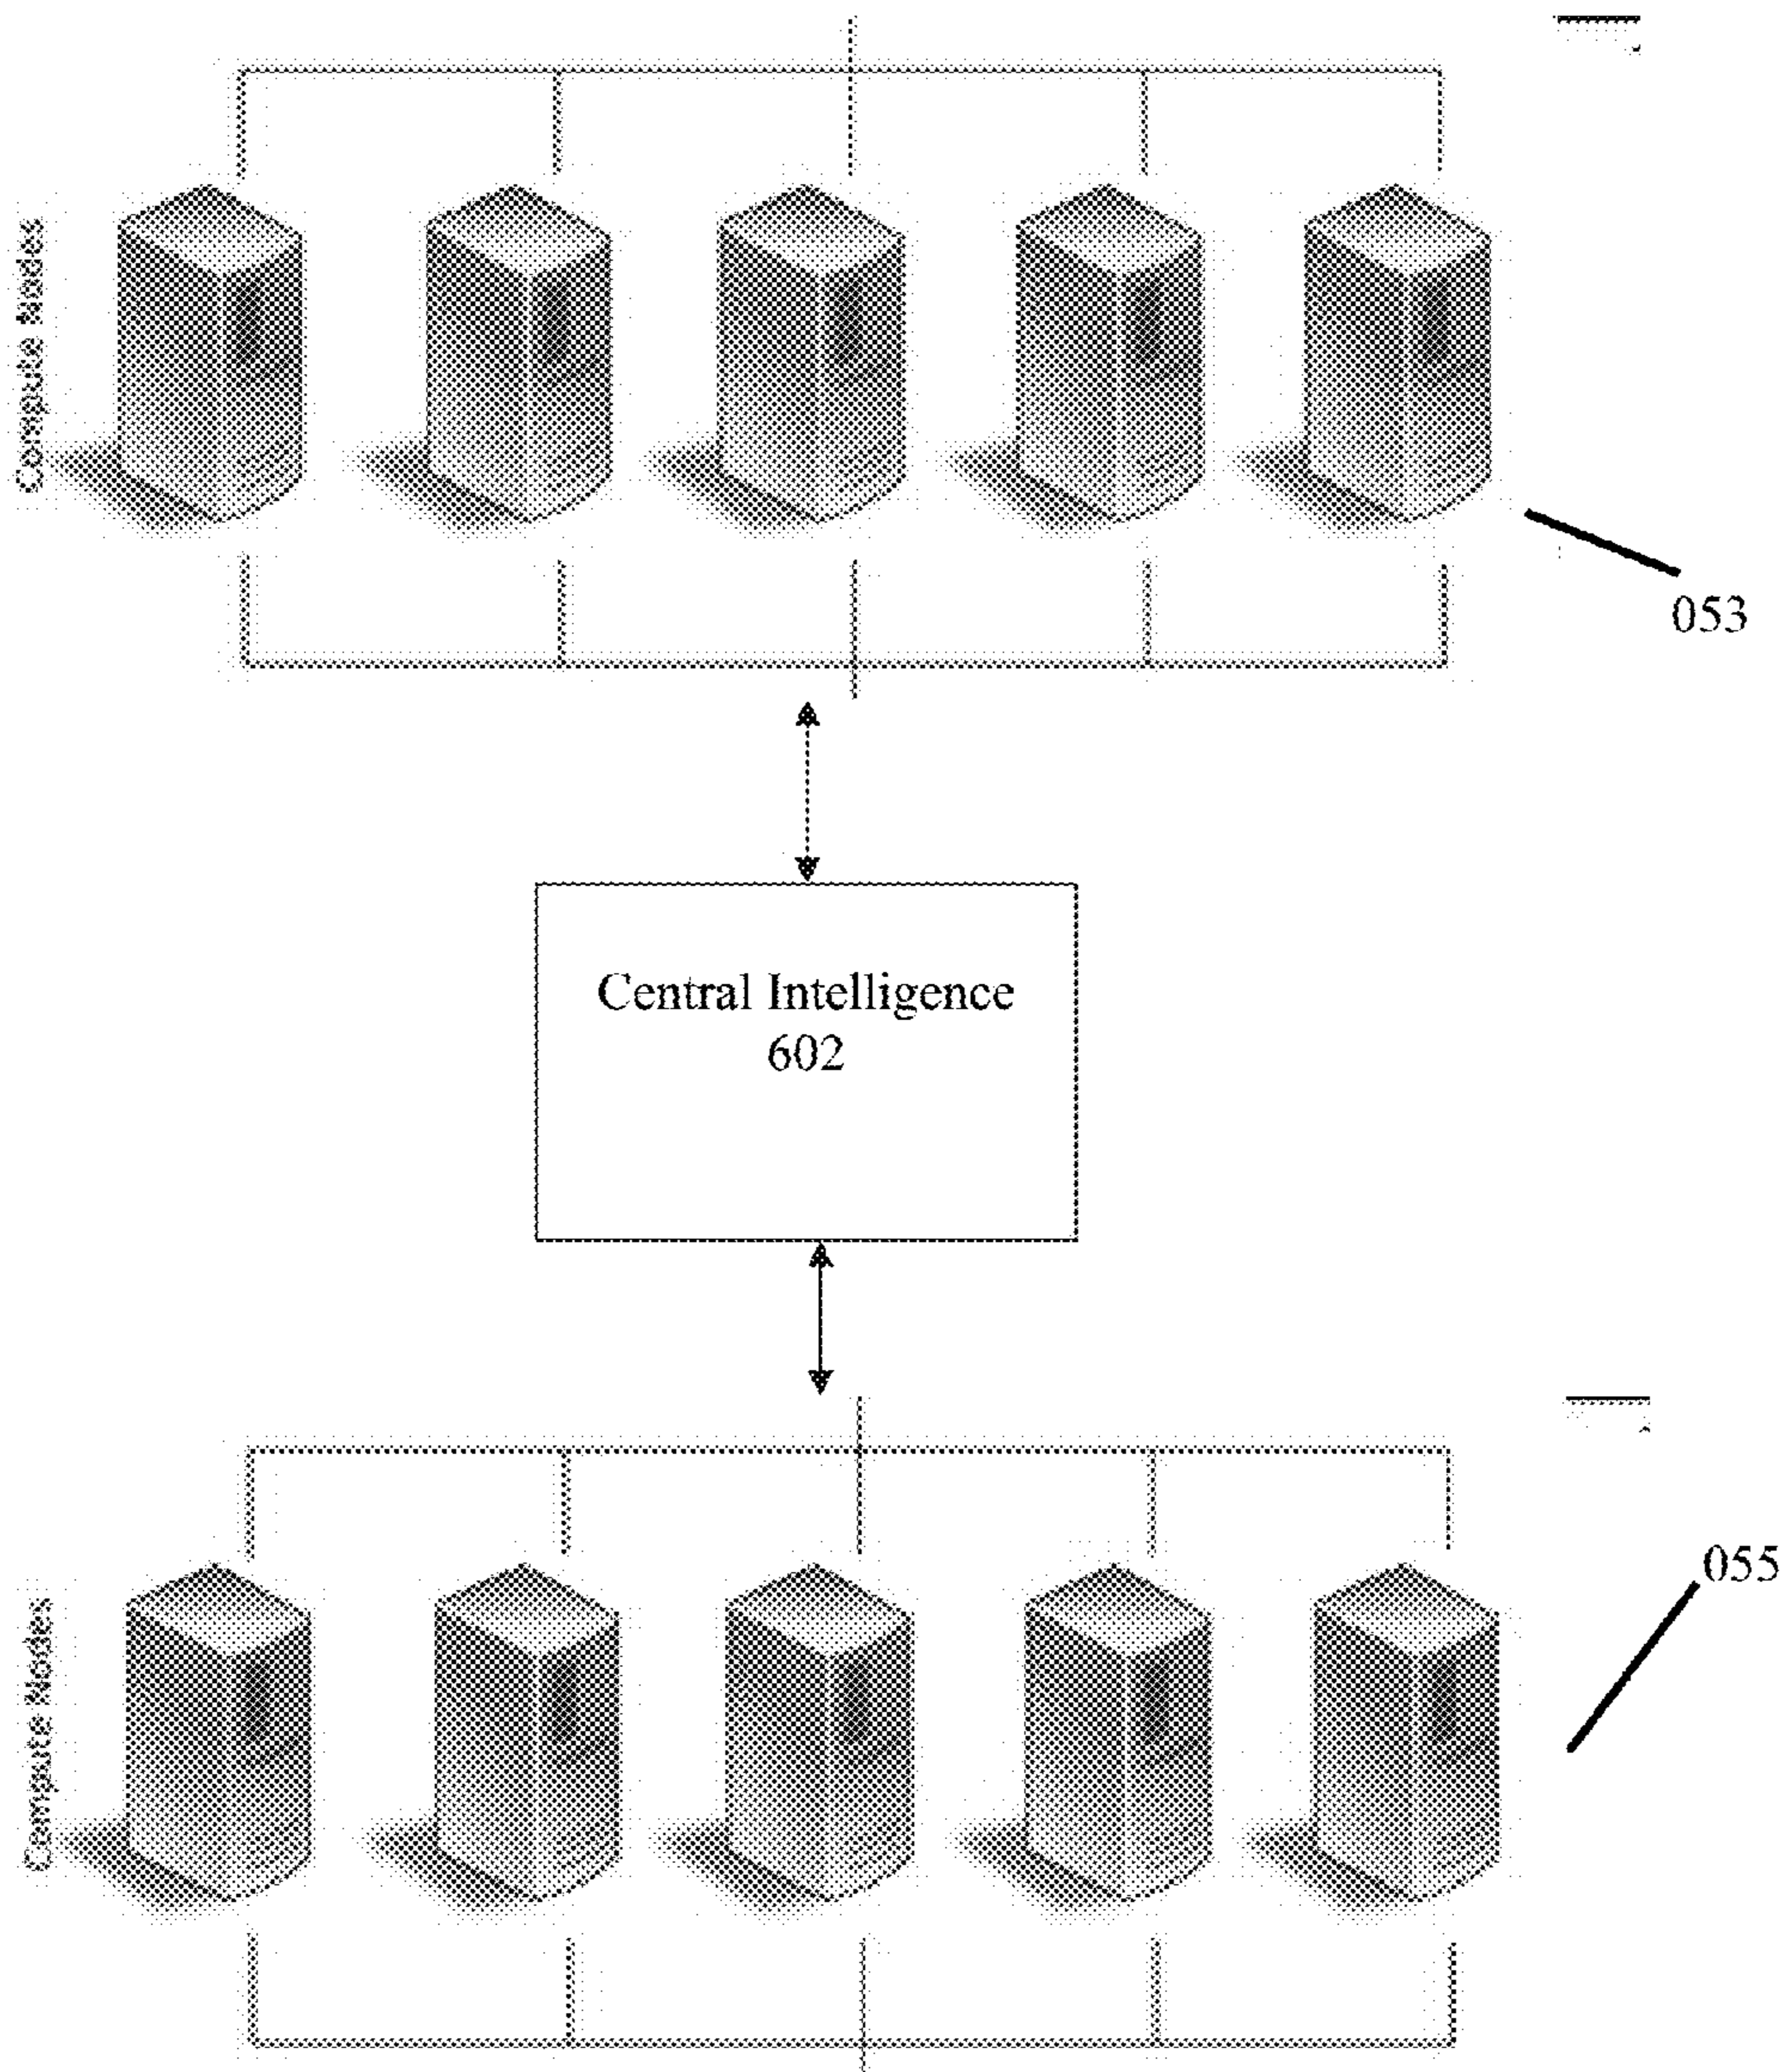 Compute Nodes
053
Central Intelligence
602
055
Compute Nodes